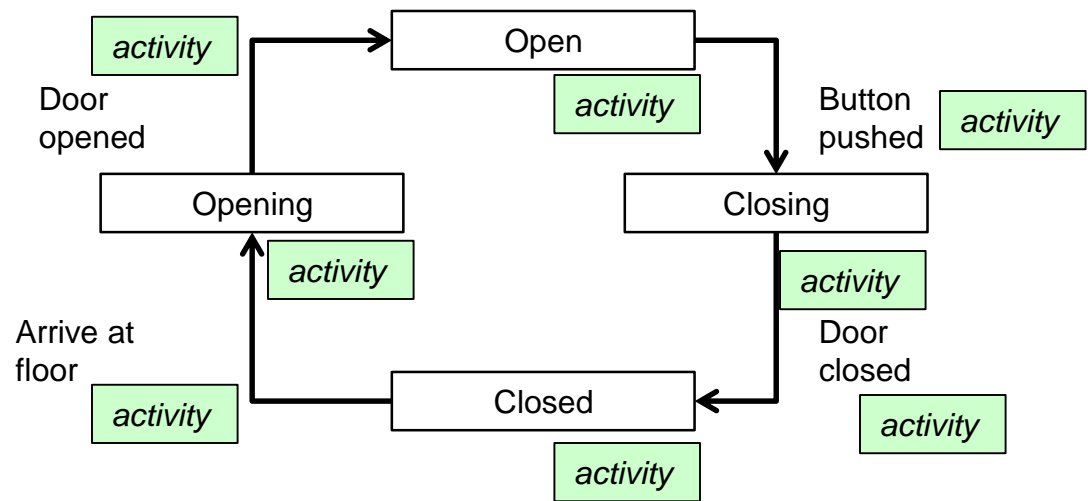 activity
Open
activity
Door
opened
Button
pushed
activity
Opening
Closing
activity
activity
Arrive at
floor
Door
closed
activity
Closed
activity
activity